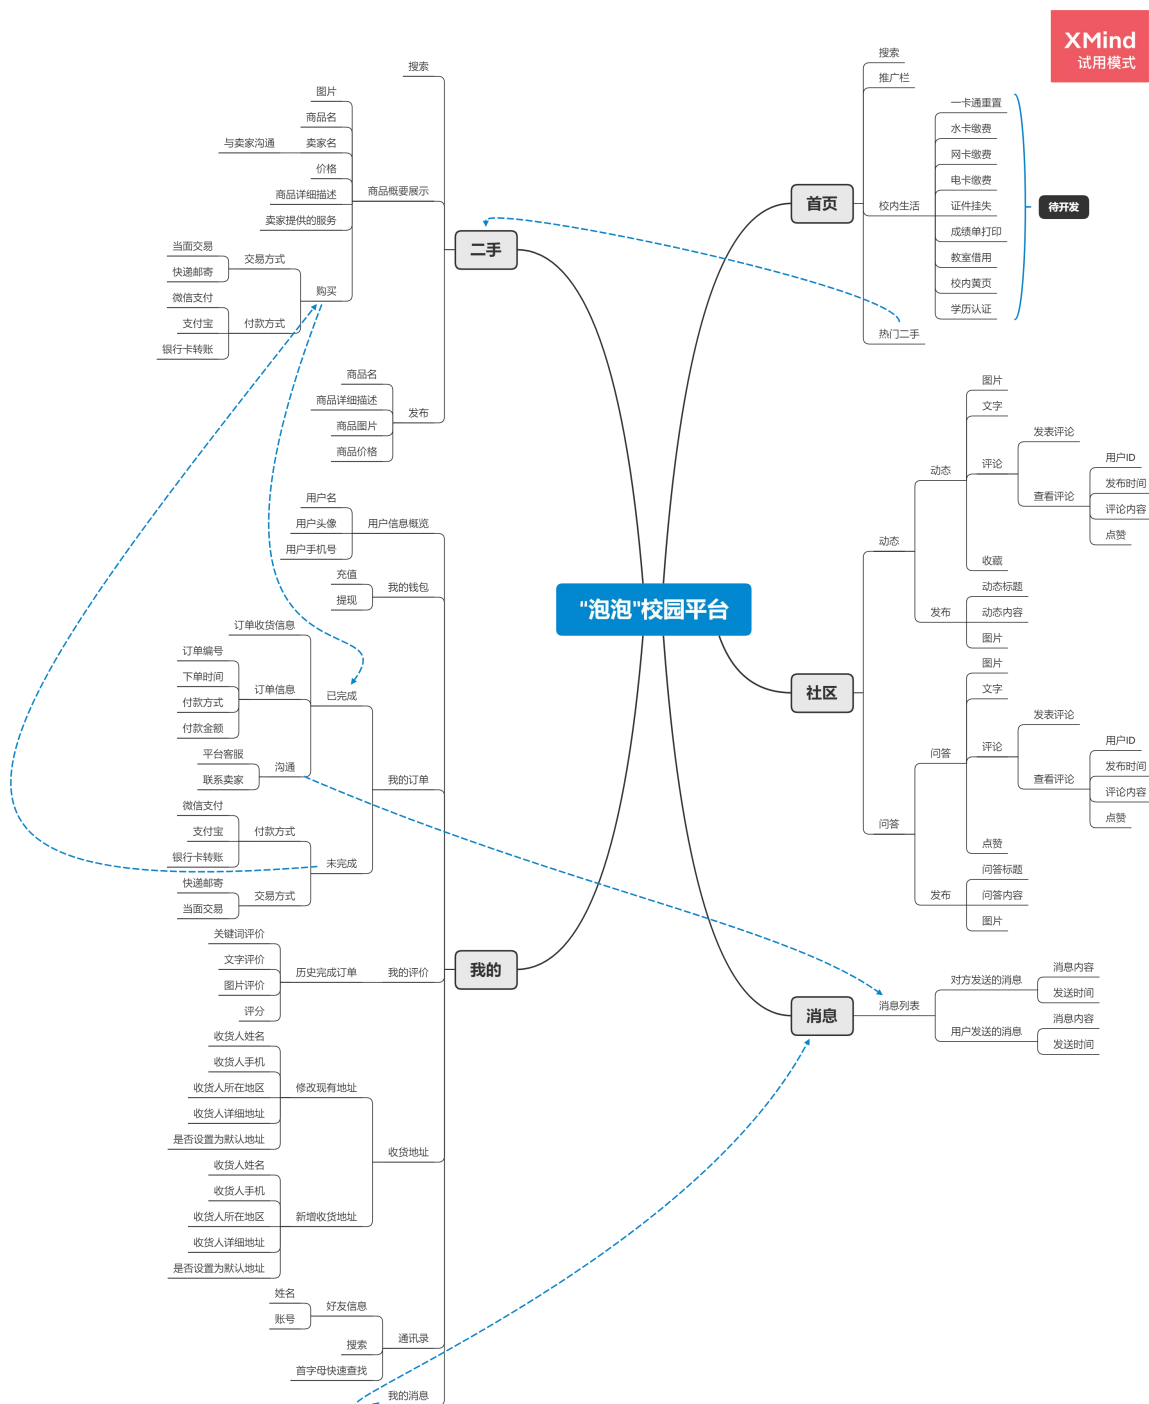 XMind
试用模式
“泡泡"校园平台
首页
搜索
推广栏
校内生活
一卡通重置
水卡缴费
网卡缴费
电卡缴费
证件挂失
成绩单打印
教室借用
校内黄页
学历认证
待开发
热门二手
社区
动态
动态
图片
文字
评论
发表评论
查看评论
用户ID
发布时间
评论内容
点赞
收藏
发布
动态标题
动态内容
图片
问答
问答
图片
文字
评论
发表评论
查看评论
用户ID
发布时间
评论内容
点赞
点赞
发布
问答标题
问答内容
图片
消息
消息列表
对方发送的消息
消息内容
发送时间
用户发送的消息
消息内容
发送时间
二手
搜索
商品概要展示
图片
商品名
卖家名
与卖家沟通
价格
商品详细描述
卖家提供的服务
购买
交易方式
当面交易
快递邮寄
付款方式
微信支付
支付宝
银行卡转账
发布
商品名
商品详细描述
商品图片
商品价格
我的
用户信息概览
用户名
用户头像
用户手机号
我的钱包
充值
提现
我的订单
已完成
订单收货信息
订单信息
订单编号
下单时间
付款方式
付款金额
沟通
平台客服
联系卖家
未完成
付款方式
微信支付
支付宝
银行卡转账
交易方式
快递邮寄
当面交易
我的评价
历史完成订单
关键词评价
文字评价
图片评价
评分
收货地址
修改现有地址
收货人姓名
收货人手机
收货人所在地区
收货人详细地址
是否设置为默认地址
新增收货地址
收货人姓名
收货人手机
收货人所在地区
收货人详细地址
是否设置为默认地址
通讯录
好友信息
姓名
账号
搜索
首字母快速查找
我的消息